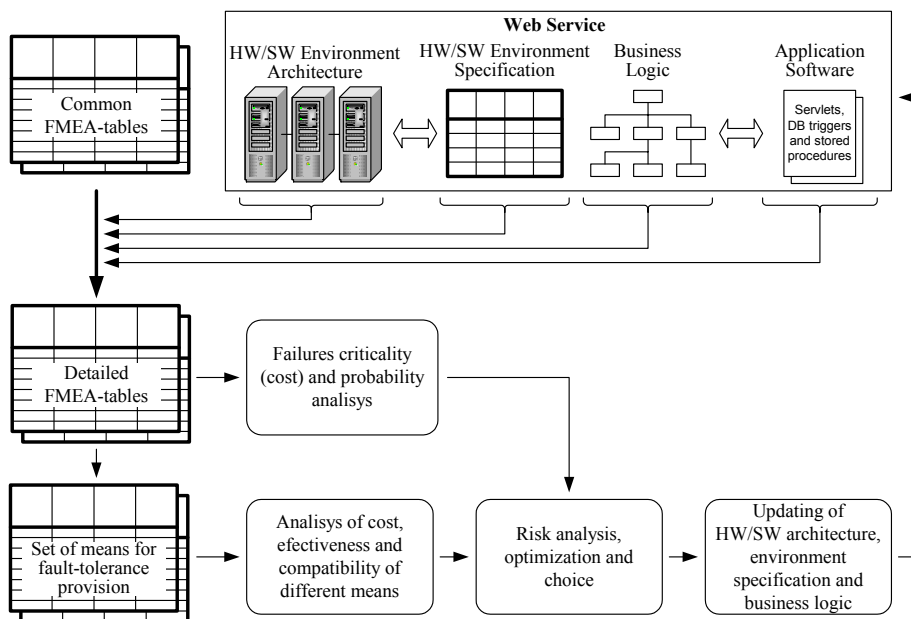 Web Service
HW/SW Environment
Architecture
HW/SW Environment
Specification
Business
Logic
Application
Software
Common
FMEA-tables
Servlets,
DB triggers
and stored
procedures
Detailed
FMEA-tables
Failures criticality
(cost) and probability
analisys
Set of means for
fault-tolerance
provision
Analisys of cost,
efectiveness and
compatibility of
different means
Risk analysis,
optimization and
choice
Updating of
HW/SW architecture,
environment
specification and
business logic